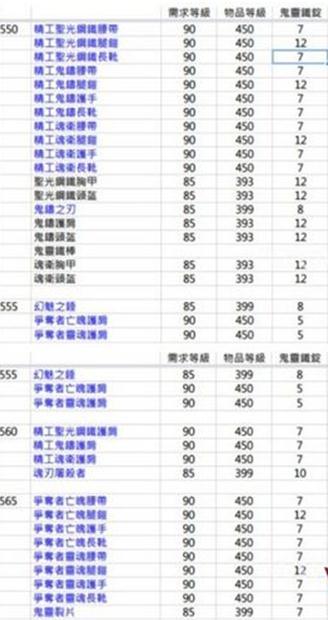 需求等級 物品等級 鬼靈鐵錠
550 精工聖光鋼鐵腰帶 90 450 7
精工聖光鋼鐵腿鎧 90 450 12
精工聖光鋼鐵長靴 90 450 7
精工鬼鑄腰帶 90 450 7
精工鬼鑄腿鎧 90 450 12
精工鬼鑄護手 90 450 7
精工鬼鑄長靴 90 450 7
精工魂衛腰帶 90 450 7
精工魂衛腿鎧 90 450 12
精工魂衛護手 90 450 7
精工魂衛長靴 90 450 7
聖光鋼鐵胸甲 85 393 12
聖光鋼鐵頭盔 85 393 12
鬼鑄之刃 85 399 8
鬼鑄護肩 85 393 12
鬼鑄頭盔 85 393 12
鬼靈鐵棒
魂衛胸甲 85 393 12
魂衛頭盔 85 393 12
555 幻魅之錘 85 399 8
爭奪者亡魄護肩 90 450 5
爭奪者靈魂護肩 90 450 5
需求等級 物品等級 鬼靈鐵錠
555 幻魅之錘 85 399 8
爭奪者亡魄護肩 90 450 5
爭奪者靈魂護肩 90 450 5
560 精工聖光鋼鐵護肩 90 450 7
精工鬼鑄護肩 90 450 7
精工魂衛護肩 90 450 7
魂刃屠殺者 85 399 10
565 爭奪者亡魄腰帶 90 450 7
爭奪者亡魄腿鎧 90 450 12
爭奪者亡魄護手 90 450 7
爭奪者亡魄長靴 90 450 7
爭奪者靈魂腰帶 90 450 7
爭奪者靈魂腿鎧 90 450 12
爭奪者靈魂護手 90 450 7
爭奪者靈魂長靴 90 450 7
鬼靈裂片 85 399 7